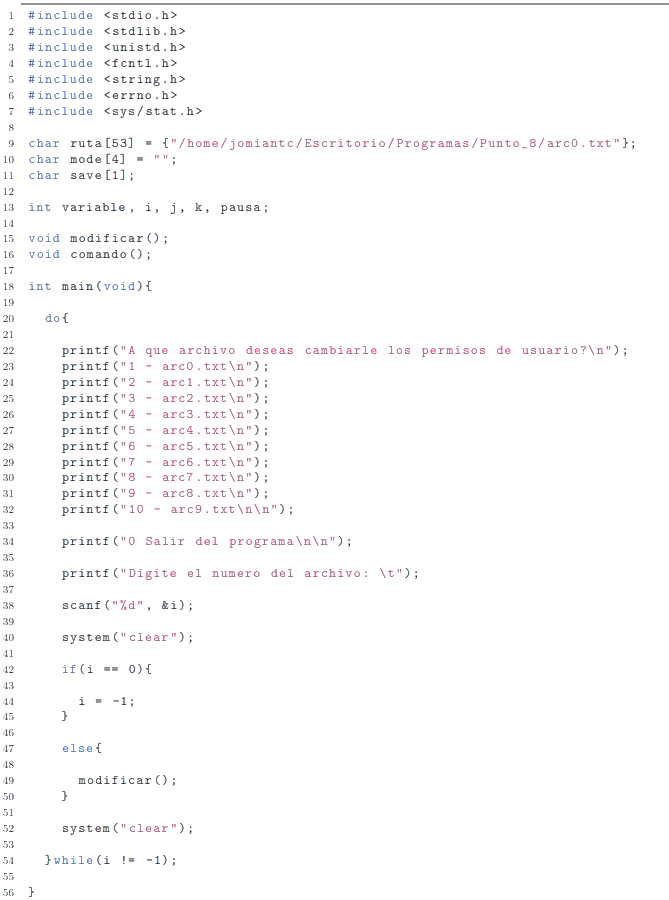 1 #include <stdio.h>
2 #include <stdlib.h>
3 #include <unistd.h>
4 #include <fcntl.h>
5 #include <string.h>
6 #include <errno.h>
7 #include <sys/stat.h>
8
9 char ruta[53] = {"/home/jomiantc/Escritorio/Programas/Punto_8/arc0.txt"};
10 char mode[4] = "";
11 char save[1];
12
13 int variable, i, j, k, pausa;
14
15 void modificar();
16 void comando();
17
18 int main(void){
19
20 do{
21
22 printf("A que archivo deseas cambiarle los permisos de usuario?\n");
23 printf("1 - arc0.txt\n");
24 printf("2 - arc1.txt\n");
25 printf("3 - arc2.txt\n");
26 printf("4 - arc3.txt\n");
27 printf("5 - arc4.txt\n");
28 printf("6 - arc5.txt\n");
29 printf("7 - arc6.txt\n");
30 printf("8 - arc7.txt\n");
31 printf("9 - arc8.txt\n");
32 printf("10 - arc9.txt\n\n");
33
34 printf("0 Salir del programa\n\n");
35
36 printf("Digite el numero del archivo: \t");
37
38 scanf("%d", &i);
39
40 system("clear");
41
42 if(i == 0){
43
44 i = -1;
45 }
46
47 else{
48
49 modificar();
50 }
51
52 system("clear");
53
54 }while(i != -1);
55
56 }